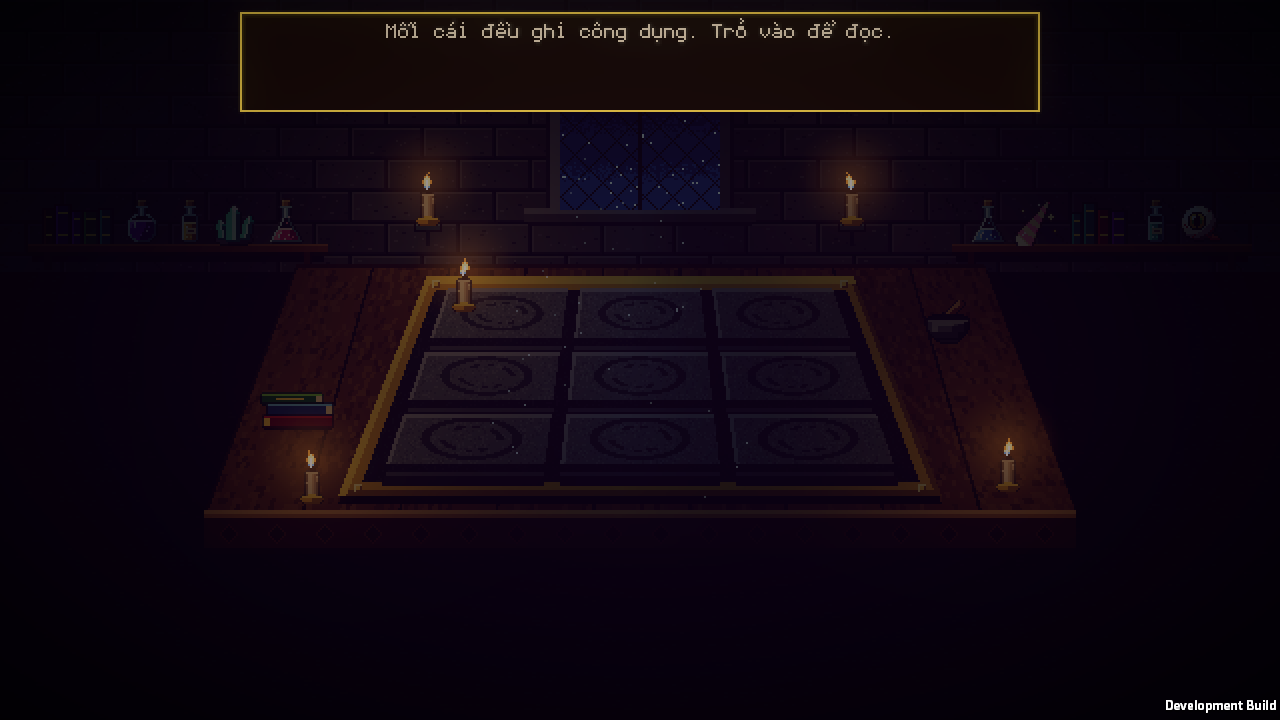 Mỗi cái đều ghi công dụng. Trỏ vào để đọc.
Development Build